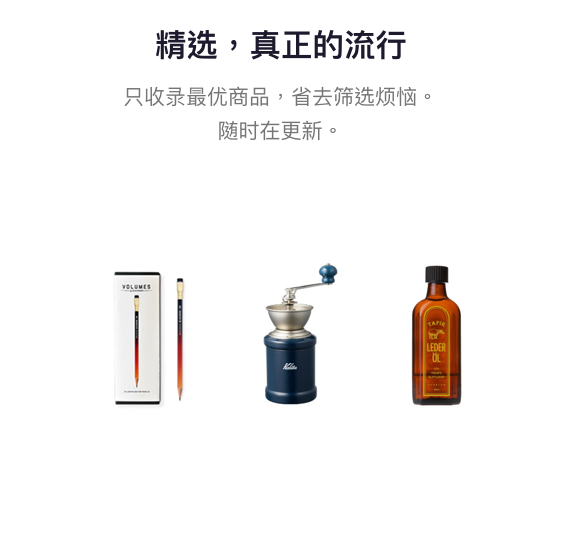 精选，真正的流行
只收录最优商品，省去筛选烦恼。
随时在更新。
VOLUMES
Kalita
TAPIR
LEDER
ÖL